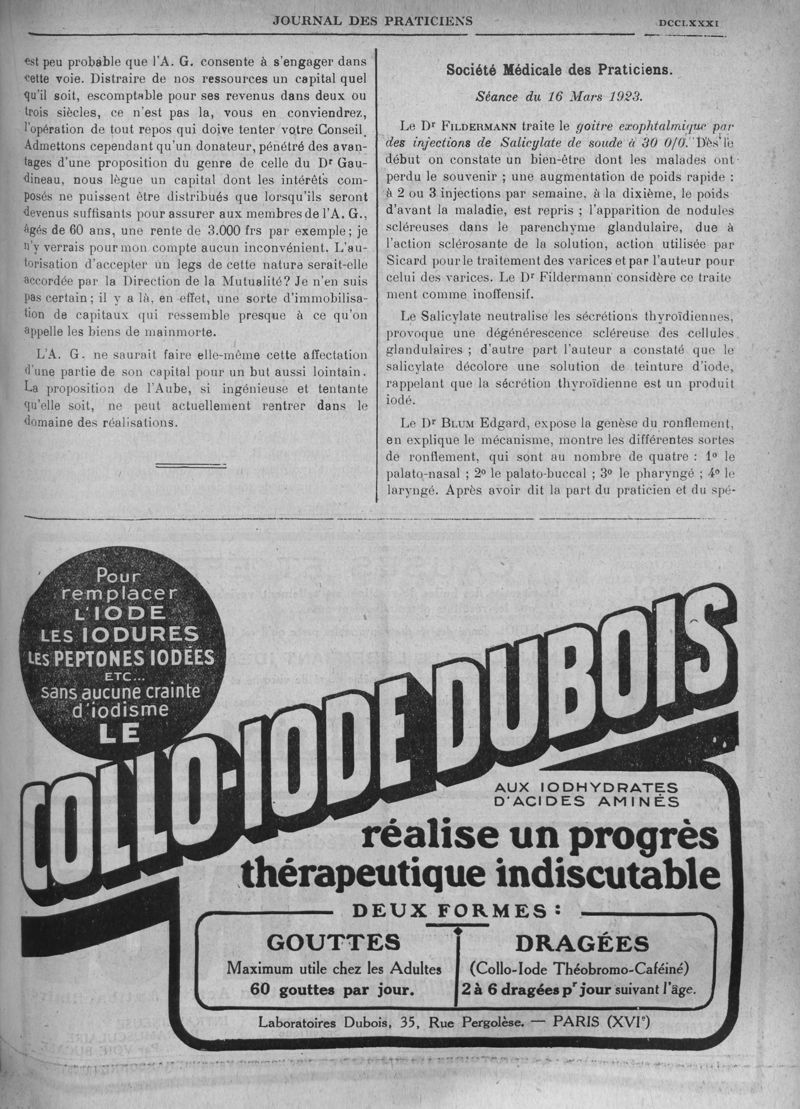 JOURNAL DES PRATICIENS
DCCLXXXI
est peu probable que l'A. G. consente à s'engager dans
cette voie. Distraire de nos ressources un capital quel
qu'il soit, escomptable pour ses revenus dans deux ou
trois siècles, ce n'est pas la, vous en conviendrez,
l'opération de tout repos qui doive tenter votre Conseil.
Admettons cependant qu'un donateur, pénétré des avan-
tages d'une proposition du genre de celle du Dr Gau-
dineau, nous lègue un capital dont les intérêts com-
posés ne puissent être distribués que lorsqu'ils seront
devenus suffisants pour assurer aux membres de l'A. G.,
âgés de 60 ans, une rente de 3.000 frs par exemple ; je
n'y verrais pour mon compte aucun inconvénient. L'au-
torisation d'accepter un legs de cette nature serait-elle
accordée par la Direction de la Mutualité? Je n'en suis
pas certain ; il y a là, en effet, une sorte d'immobilisa-
tion de capitaux qui ressemble presque à ce qu'on
appelle les biens de mainmorte.
L'A. G. ne saurait faire elle-même cette affectation
d'une partie de son capital pour un but aussi lointain.
La proposition de l'Aube, si ingénieuse et tentante
qu'elle soit, ne peut actuellement rentrer dans le
domaine des réalisations.
Société Médicale des Praticiens.
Séance du 16 Mars 1923.
Le Dr FILDERMANN traite le goitre exophtalmique par
des injections de Salicylate de soude à 30 0/0. Dès le
début on constate un bien-être dont les malades ont
perdu le souvenir ; une augmentation de poids rapide :
à 2 ou 3 injections par semaine, à la dixième, le poids
d'avant la maladie, est repris ; l'apparition de nodules
scléreuses dans le parenchyme glandulaire, due à
l'action sclérosante de la solution, action utilisée par
Sicard pour le traitement des varices et par l'auteur pour
celui des varices. Le Dr Fildermann considère ce traite
ment comme inoffensif.
Le Salicylate neutralise les sécrétions thyroïdiennes,
provoque une dégénérescence scléreuse des cellules
glandulaires ; d'autre part l'auteur a constaté que le
salicylate décolore une solution de teinture d'iode,
rappelant que la sécrétion thyroïdienne est un produit
iodé.
Le Dr BLUM Edgard, expose la genèse du ronflement,
en explique le mécanisme, montre les différentes sortes
de ronflement, qui sont au nombre de quatre : 1º le
palato-nasal ; 2º le palato-buccal ; 3º le pharyngé ; 4º le
laryngé. Après avoir dit la part du praticien et du spé-
Pour
remplacer
L'IODE
LES IODURES
LES PEPTONES IODÉES
ETC...
sans aucune crainte
d'iodisme
LE
COLLO-IODE DUBOIS
AUX IODHYDRATES
D'ACIDES AMINÉS
réalise un progrès
thérapeutique indiscutable
DEUX FORMES :
GOUTTES
Maximum utile chez les Adultes
60 gouttes par jour.
DRAGÉES
(Collo-Iode Théobromo-Caféiné)
2 à 6 dragées pr jour suivant l'âge.
Laboratoires Dubois, 35, Rue Pergolèse. — PARIS (XVIe)